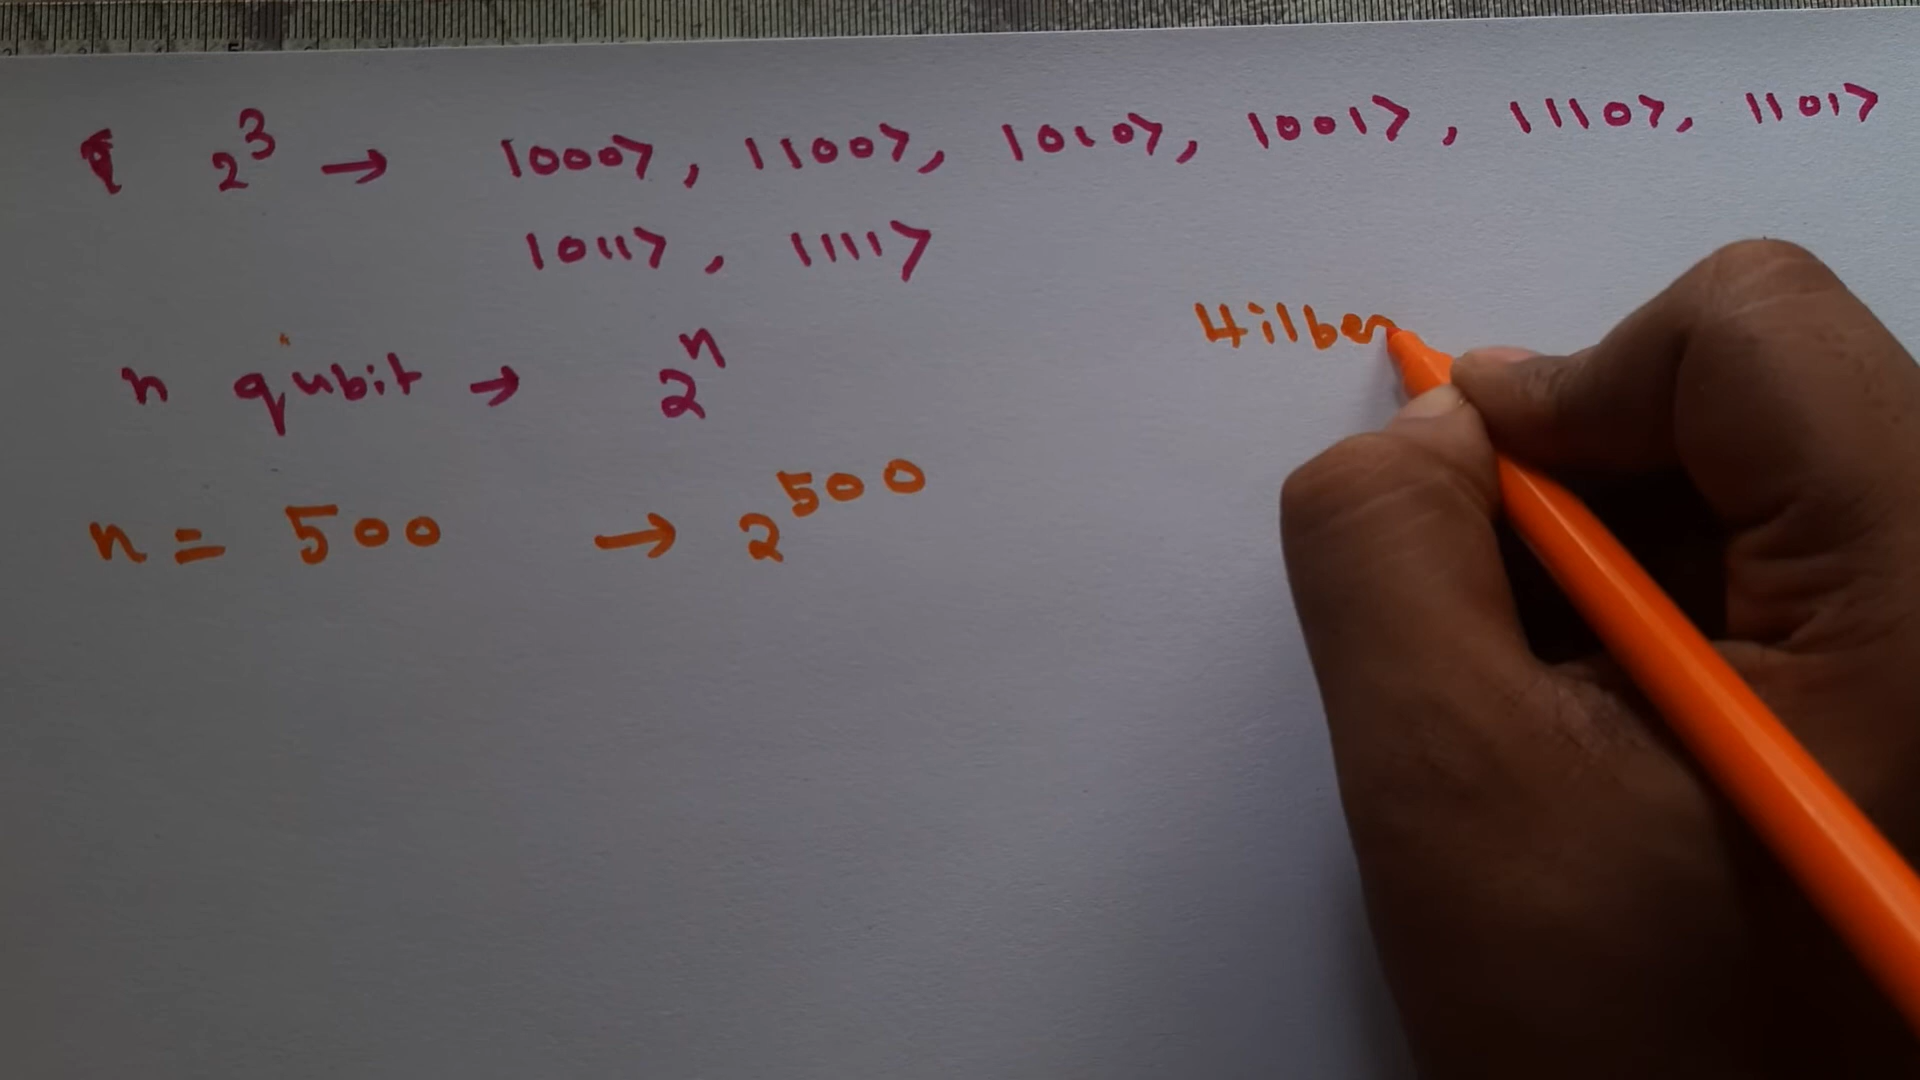 2³ → |000⟩, |100⟩, |010⟩, |001⟩, |110⟩, |101⟩
|011⟩, |111⟩
n qubit → 2ⁿ
Hilber
n = 500 → 2⁵⁰⁰